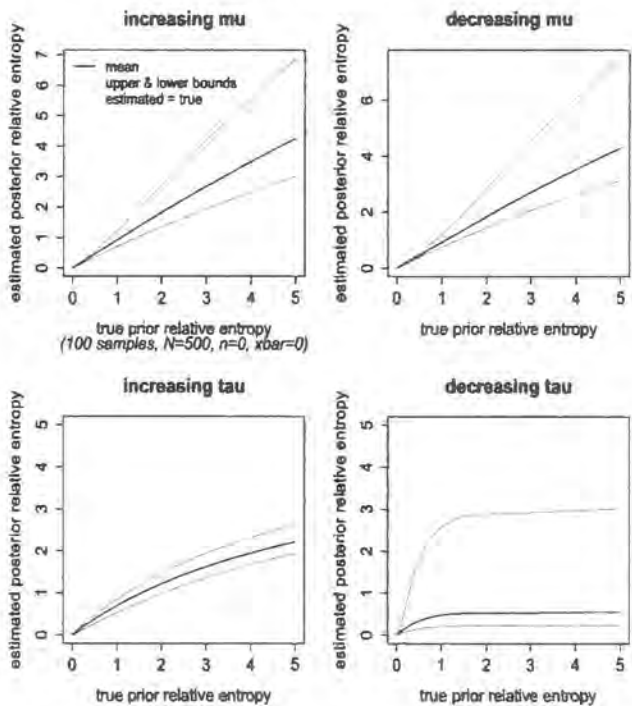 increasing mu
estimated posterior relative entropy
7
6
5
4
3
2
1
0
mean
upper & lower bounds
estimated = true
0 1 2 3 4 5
true prior relative entropy
(100 samples, N=500, n=0, xbar=0)
decreasing mu
estimated posterior relative entropy
6
4
2
0
0 1 2 3 4 5
true prior relative entropy
increasing tau
estimated posterior relative entropy
5
4
3
2
1
0
0 1 2 3 4 5
true prior relative entropy
decreasing tau
estimated posterior relative entropy
5
4
3
2
1
0
0 1 2 3 4 5
true prior relative entropy